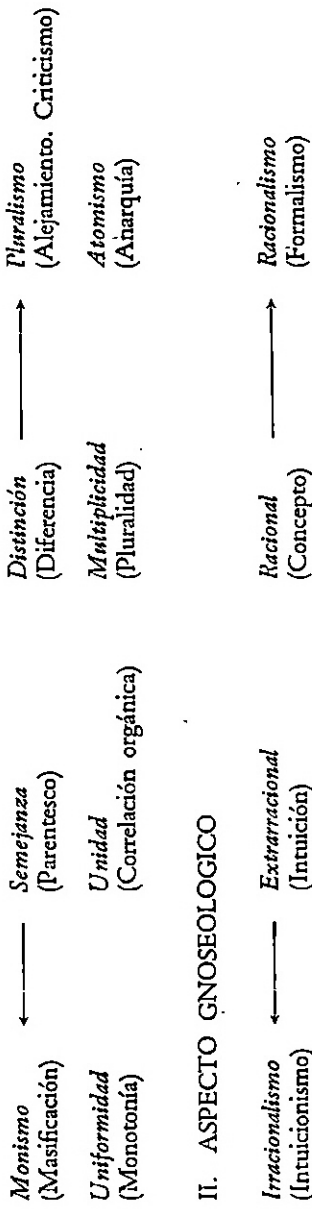 Monismo ← Semejanza Distinción → Pluralismo
(Masificación) (Parentesco) (Diferencia) (Alejamiento. Criticismo)
Uniformidad Unidad Multiplicidad Atomismo
(Monotonía) (Correlación orgánica) (Pluralidad) (Anarquía)
II. ASPECTO GNOSEOLOGICO
Irracionalismo ← Extrarracional Racional → Racionalismo
(Intuicionismo) (Intuición) (Concepto) (Formalismo)